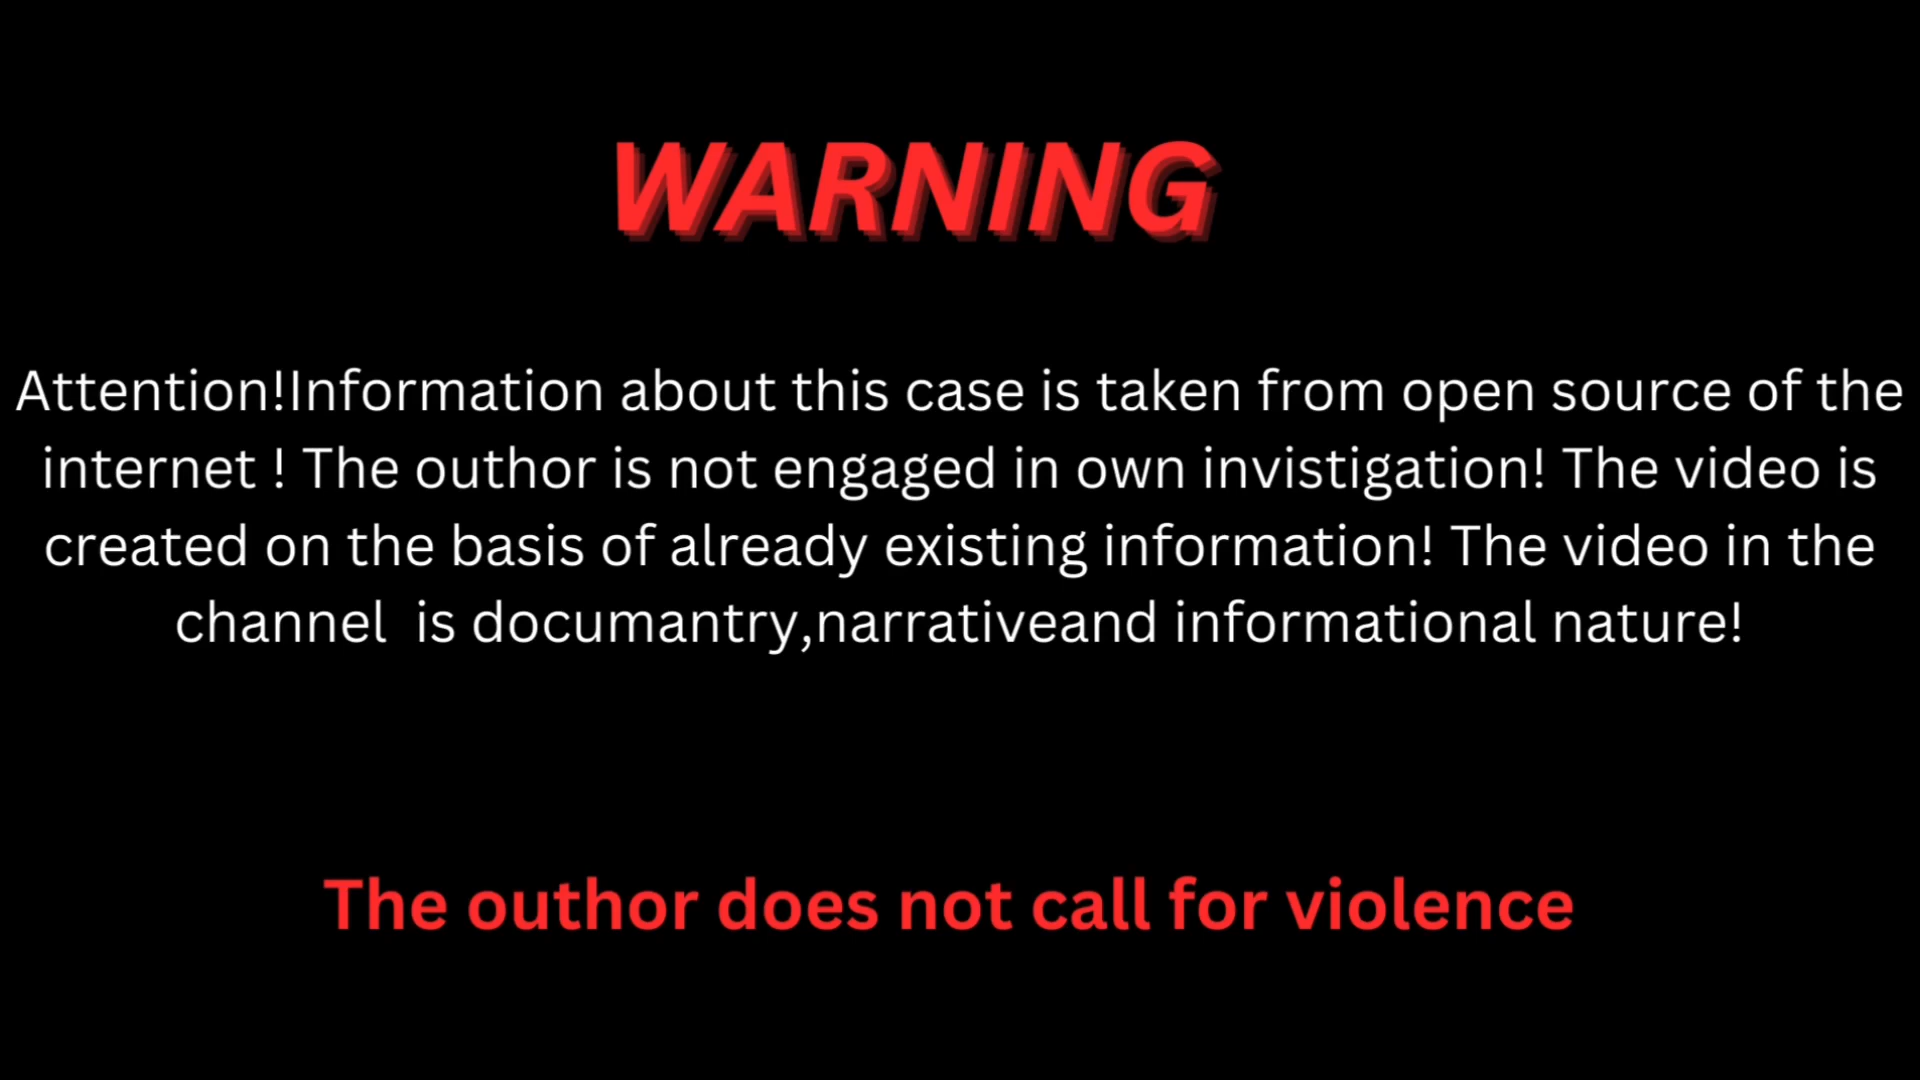 WARNING
Attention!Information about this case is taken from open source of the
internet ! The outhor is not engaged in own invistigation! The video is
created on the basis of already existing information! The video in the
channel  is documantry,narrativeand informational nature!
The outhor does not call for violence